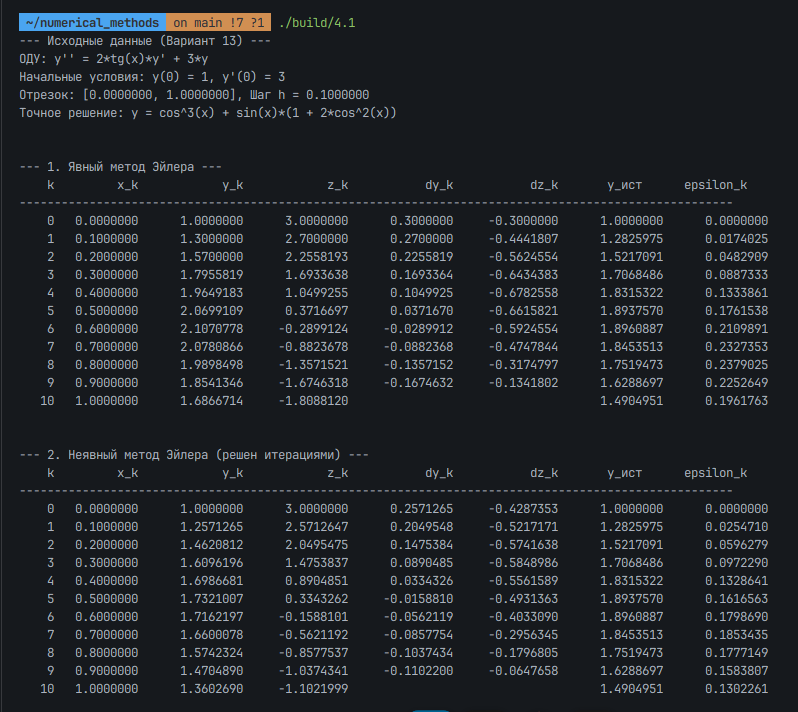 ~/numerical_methods on main !7 ?1 ./build/4.1
--- Исходные данные (Вариант 13) ---
ОДУ: y'' = 2*tg(x)*y' + 3*y
Начальные условия: y(0) = 1, y'(0) = 3
Отрезок: [0.0000000, 1.0000000], Шаг h = 0.1000000
Точное решение: y = cos^3(x) + sin(x)*(1 + 2*cos^2(x))
--- 1. Явный метод Эйлера ---
k x_k y_k z_k dy_k dz_k y_ист epsilon_k
--------------------------------------------------------------------------------
0 0.0000000 1.0000000 3.0000000 0.3000000 -0.3000000 1.0000000 0.0000000
1 0.1000000 1.3000000 2.7000000 0.2700000 -0.4441807 1.2825975 0.0174025
2 0.2000000 1.5700000 2.2558193 0.2255819 -0.5624554 1.5217091 0.0482909
3 0.3000000 1.7955819 1.6933638 0.1693364 -0.6434383 1.7068486 0.0887333
4 0.4000000 1.9649183 1.0499255 0.1049925 -0.6782558 1.8315322 0.1333861
5 0.5000000 2.0699109 0.3716697 0.0371670 -0.6615821 1.8937570 0.1761538
6 0.6000000 2.1070778 -0.2899124 -0.0289912 -0.5924554 1.8960887 0.2109891
7 0.7000000 2.0780866 -0.8823678 -0.0882368 -0.4747844 1.8453513 0.2327353
8 0.8000000 1.9898498 -1.3571521 -0.1357152 -0.3174797 1.7519473 0.2379025
9 0.9000000 1.8541346 -1.6746318 -0.1674632 -0.1341802 1.6288697 0.2252649
10 1.0000000 1.6866714 -1.8088120 1.4904951 0.1961763
--- 2. Неявный метод Эйлера (решен итерациями) ---
k x_k y_k z_k dy_k dz_k y_ист epsilon_k
--------------------------------------------------------------------------------
0 0.0000000 1.0000000 3.0000000 0.2571265 -0.4287353 1.0000000 0.0000000
1 0.1000000 1.2571265 2.5712647 0.2049548 -0.5217171 1.2825975 0.0254710
2 0.2000000 1.4620812 2.0495475 0.1475384 -0.5741638 1.5217091 0.0596279
3 0.3000000 1.6096196 1.4753837 0.0890485 -0.5848986 1.7068486 0.0972290
4 0.4000000 1.6986681 0.8904851 0.0334326 -0.5561589 1.8315322 0.1328641
5 0.5000000 1.7321007 0.3343262 -0.0158810 -0.4931363 1.8937570 0.1616563
6 0.6000000 1.7162197 -0.1588101 -0.0562119 -0.4033090 1.8960887 0.1798690
7 0.7000000 1.6600078 -0.5621192 -0.0857754 -0.2956345 1.8453513 0.1853435
8 0.8000000 1.5742324 -0.8577537 -0.1037434 -0.1796805 1.7519473 0.1777149
9 0.9000000 1.4704890 -1.0374341 -0.1102200 -0.0647658 1.6288697 0.1583807
10 1.0000000 1.3602690 -1.1021999 1.4904951 0.1302261